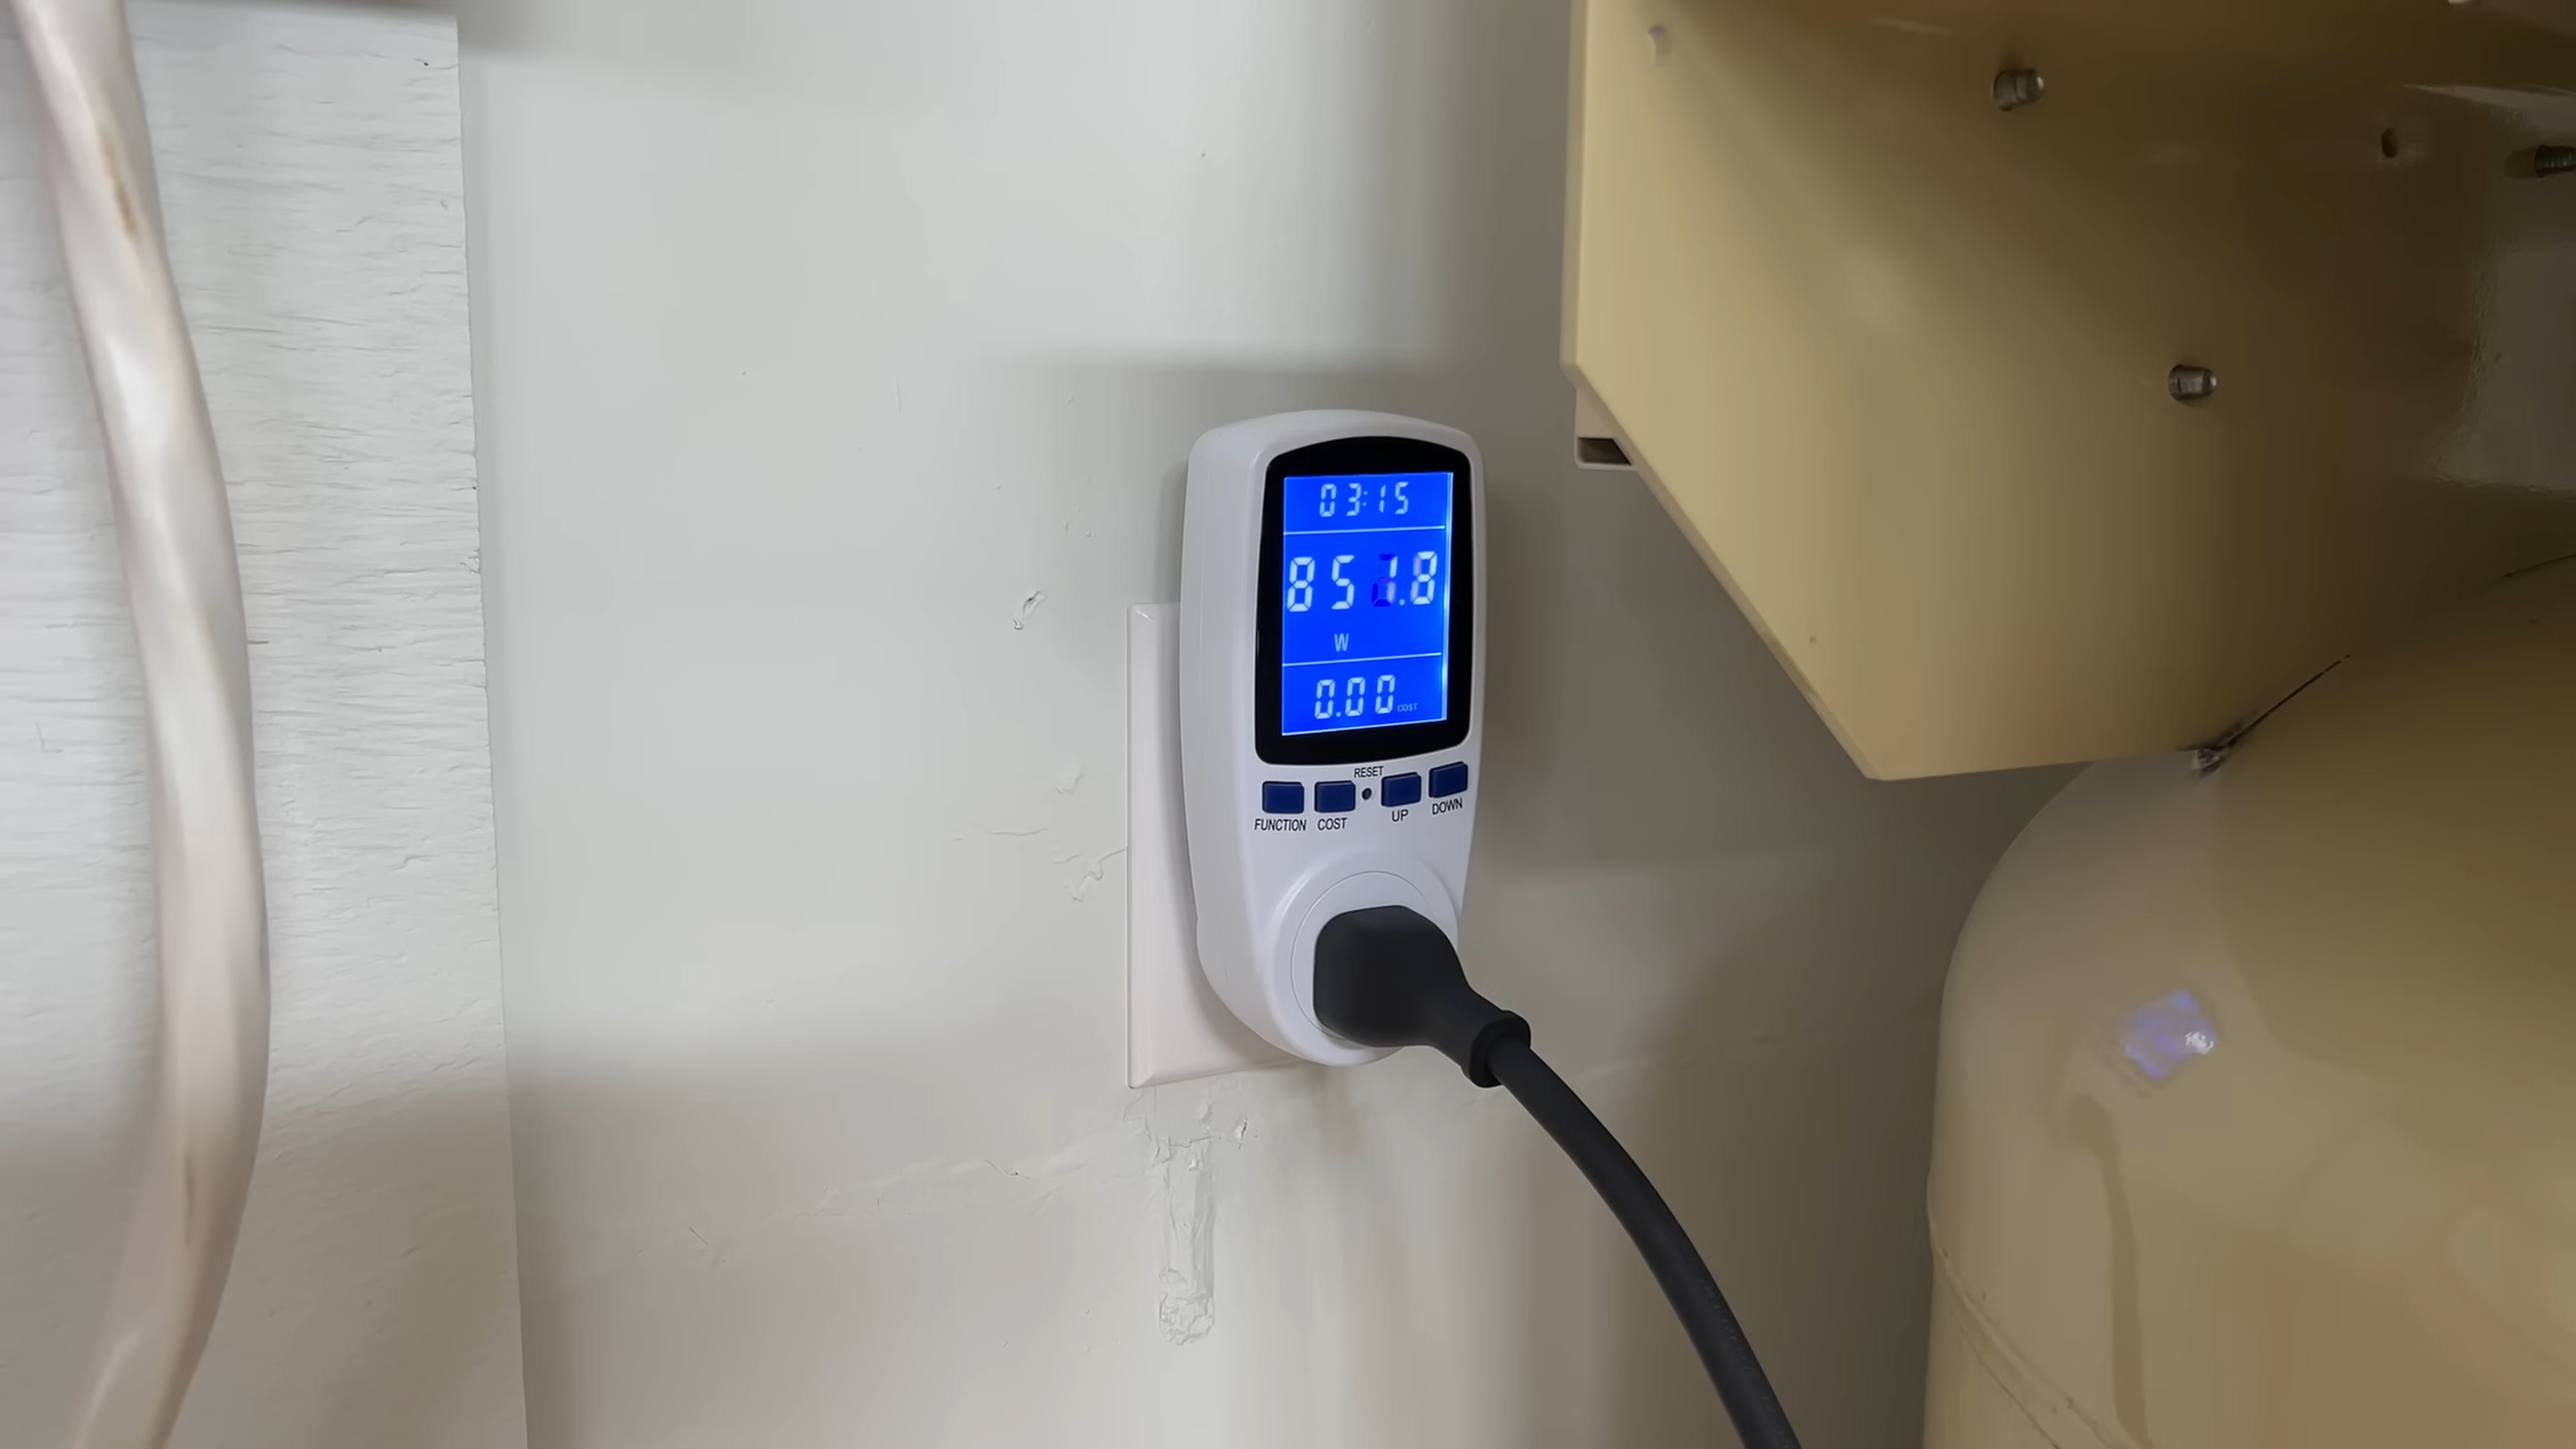 03:15
W
0.00 COST
RESET
FUNCTION COST UP DOWN